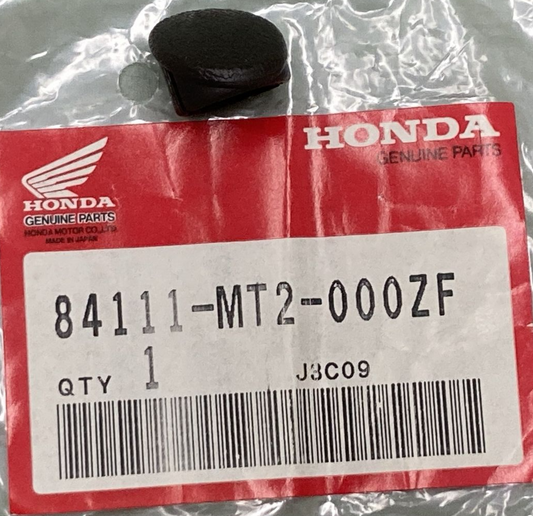 HONDA
GENUINE PARTS
HONDA
GENUINE PARTS
HONDA MOTOR CO.,LTD.
MADE IN JAPAN
84111-MT2-000ZF
QTY 1 J3C09